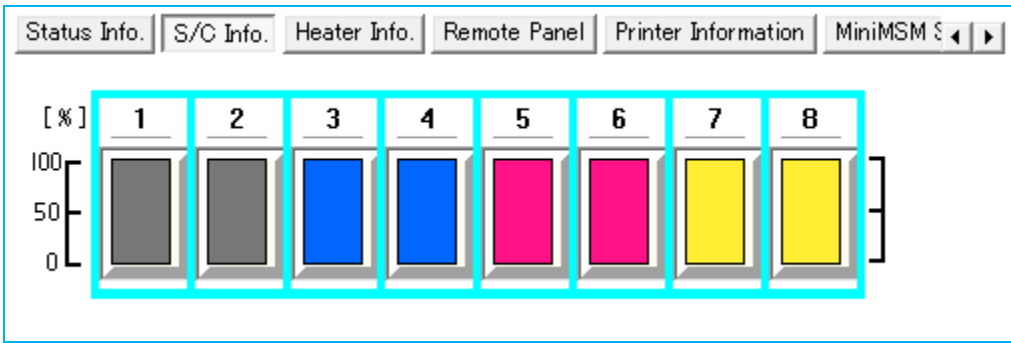 Status Info. S/C Info. Heater Info. Remote Panel Printer Information MiniMSM
[%] 1 2 3 4 5 6 7 8
100
50
0